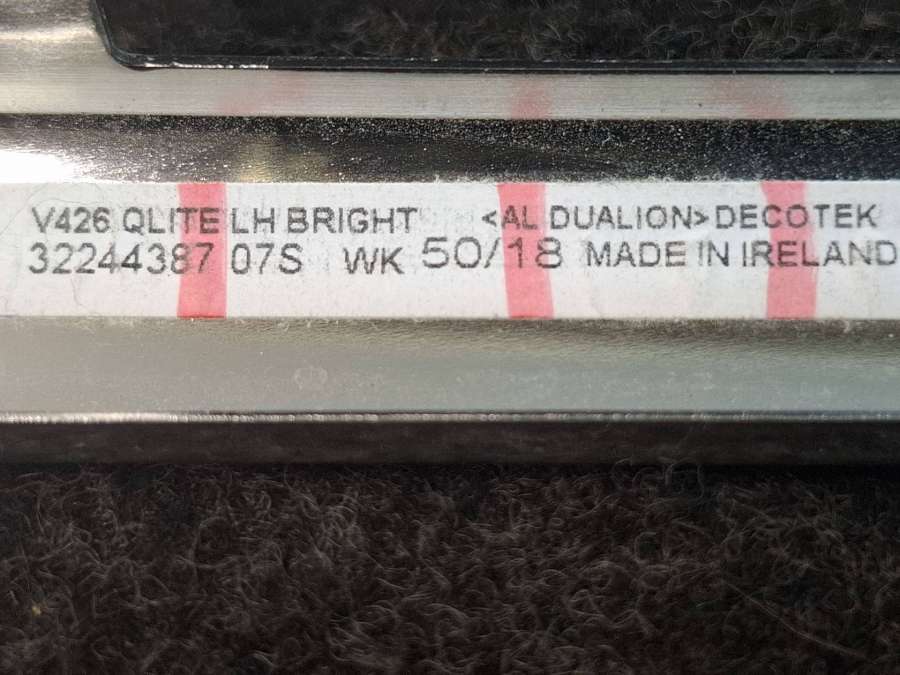 V426 QLITE LH BRIGHT <AL DUALION> DECOTEK
32244387 07S WK 50/18 MADE IN IRELAND